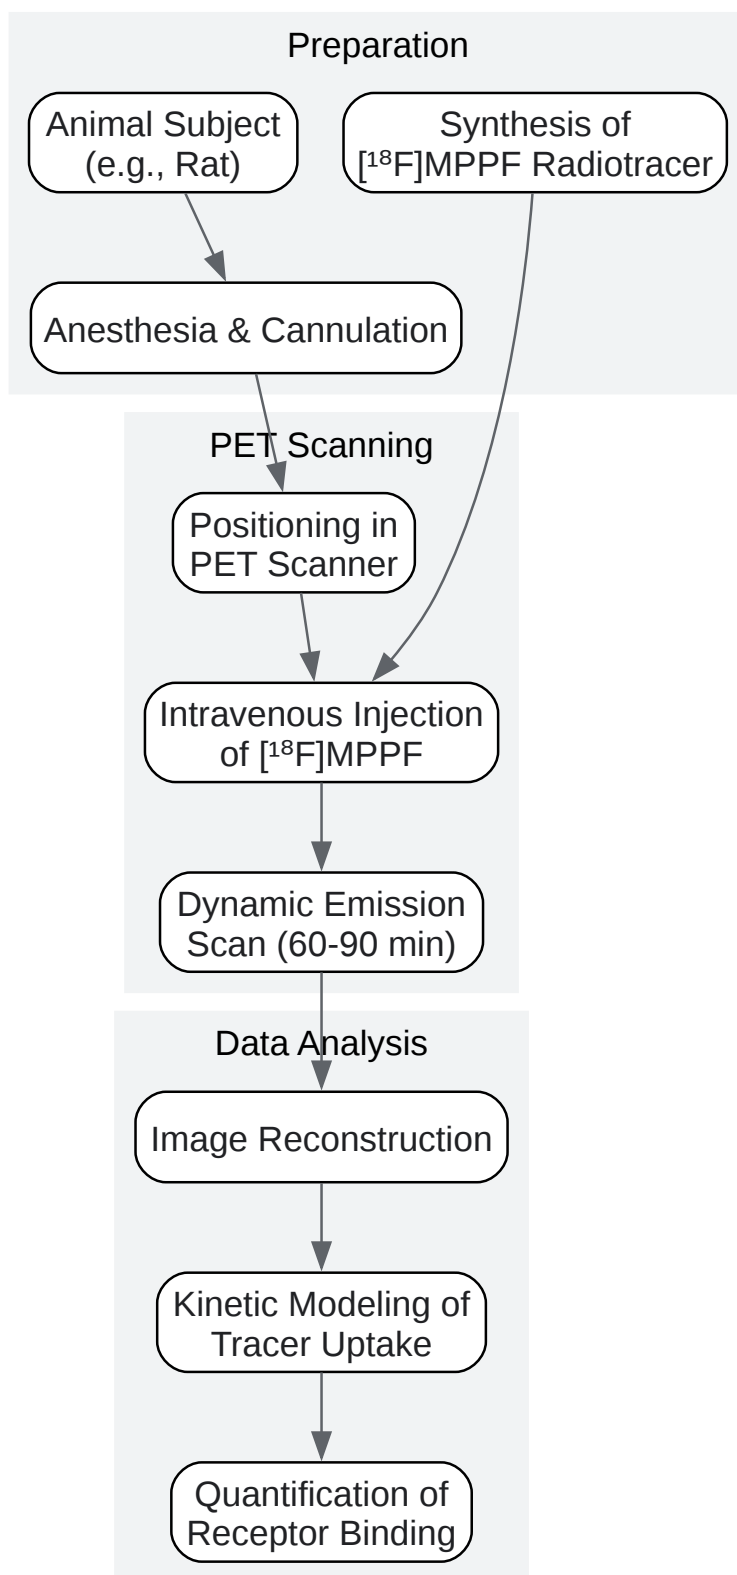 Preparation
Animal Subject
(e.g., Rat)
Synthesis of
[¹⁸F]MPPF Radiotracer
Anesthesia & Cannulation
PET Scanning
Positioning in
PET Scanner
Intravenous Injection
of [¹⁸F]MPPF
Dynamic Emission
Scan (60-90 min)
Data Analysis
Image Reconstruction
Kinetic Modeling of
Tracer Uptake
Quantification of
Receptor Binding